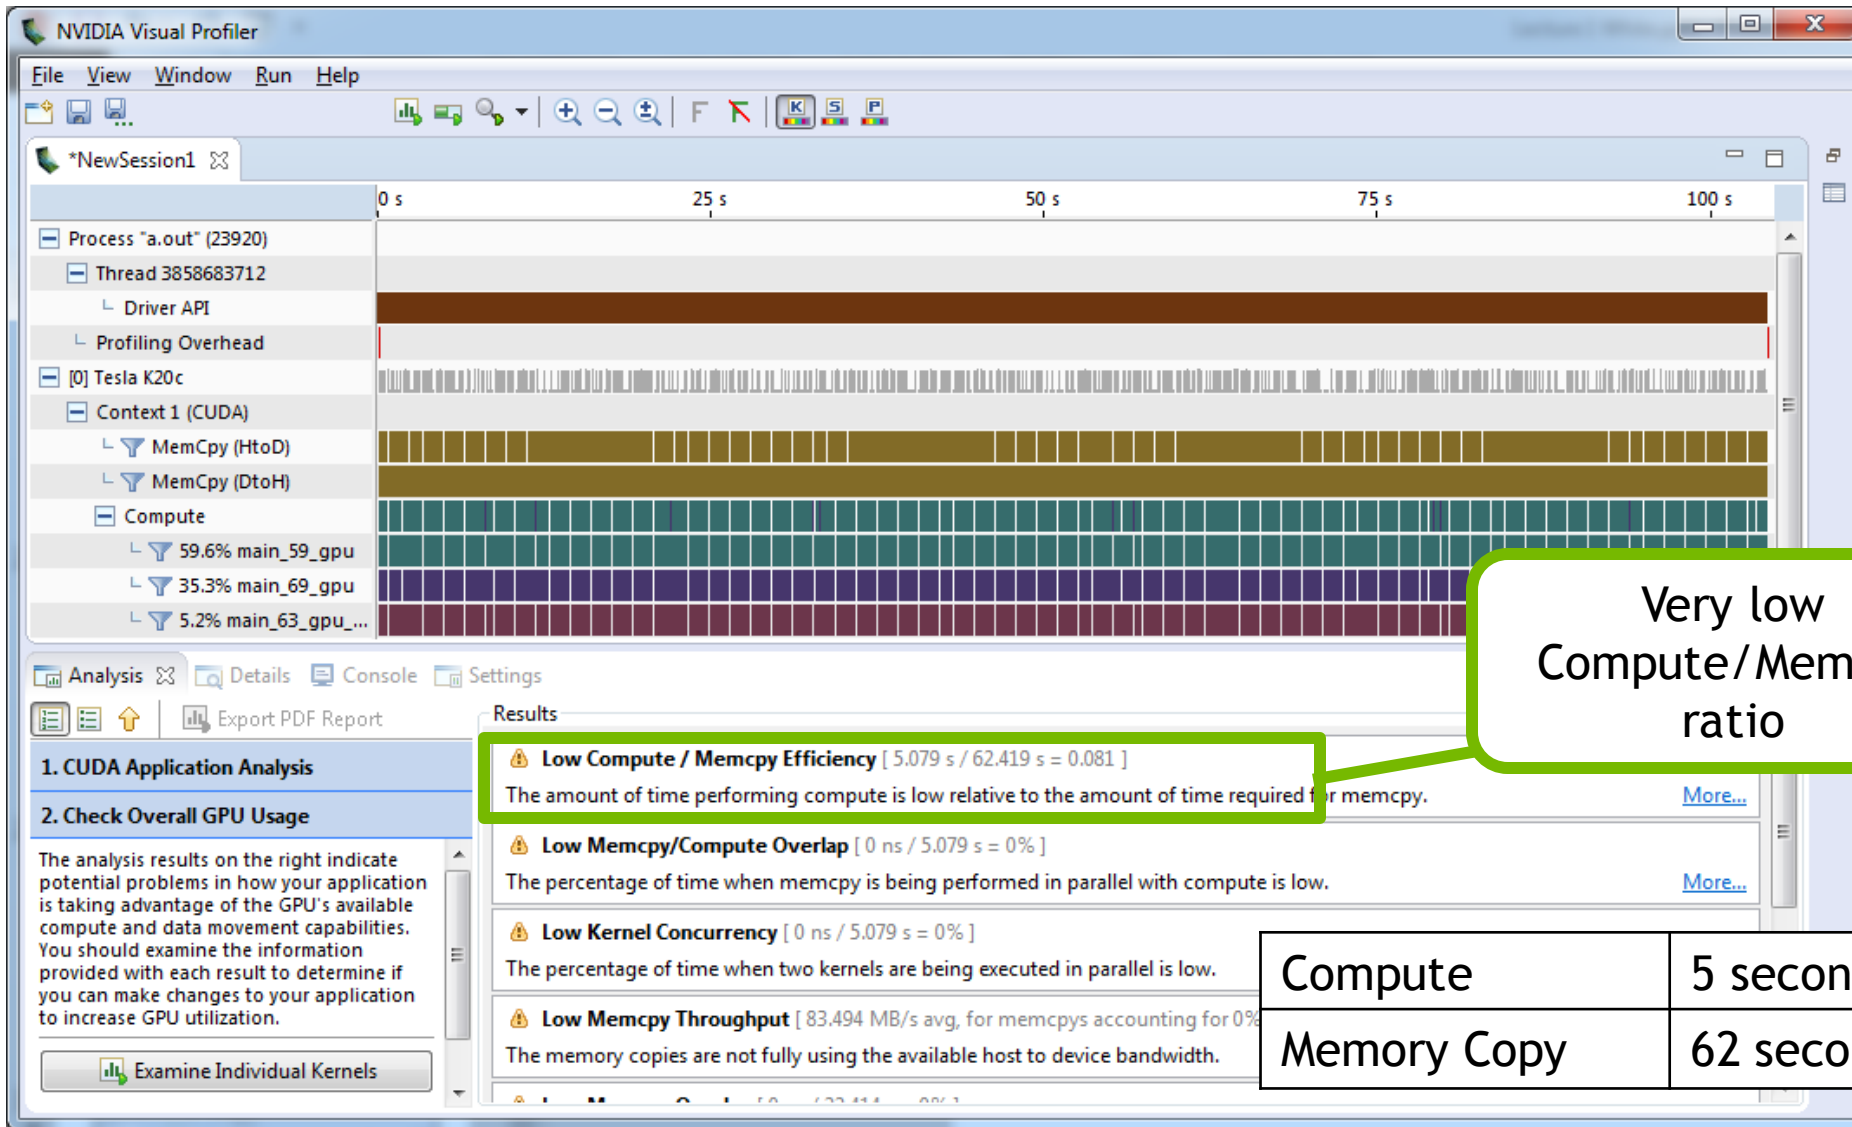 NVIDIA Visual Profiler
File View Window Run Help
K S P
*NewSession1
0 s 25 s 50 s 75 s 100 s
Process "a.out" (23920)
Thread 3858683712
Driver API
Profiling Overhead
[0] Tesla K20c
Context 1 (CUDA)
MemCpy (HtoD)
MemCpy (DtoH)
Compute
59.6% main_59_gpu
35.3% main_69_gpu
5.2% main_63_gpu_...
Very low
Compute/Mem
ratio
Analysis Details Console Settings
Export PDF Report
Results
1. CUDA Application Analysis
2. Check Overall GPU Usage
The analysis results on the right indicate
potential problems in how your application
is taking advantage of the GPU's available
compute and data movement capabilities.
You should examine the information
provided with each result to determine if
you can make changes to your application
to increase GPU utilization.
Examine Individual Kernels
Low Compute / Memcpy Efficiency [ 5.079 s / 62.419 s = 0.081 ]
The amount of time performing compute is low relative to the amount of time required for memcpy. More...
Low Memcpy/Compute Overlap [ 0 ns / 5.079 s = 0% ]
The percentage of time when memcpy is being performed in parallel with compute is low. More...
Low Kernel Concurrency [ 0 ns / 5.079 s = 0% ]
The percentage of time when two kernels are being executed in parallel is low.
Low Memcpy Throughput [ 83.494 MB/s avg, for memcpys accounting for 0%
The memory copies are not fully using the available host to device bandwidth.
Compute 5 secon
Memory Copy 62 seco